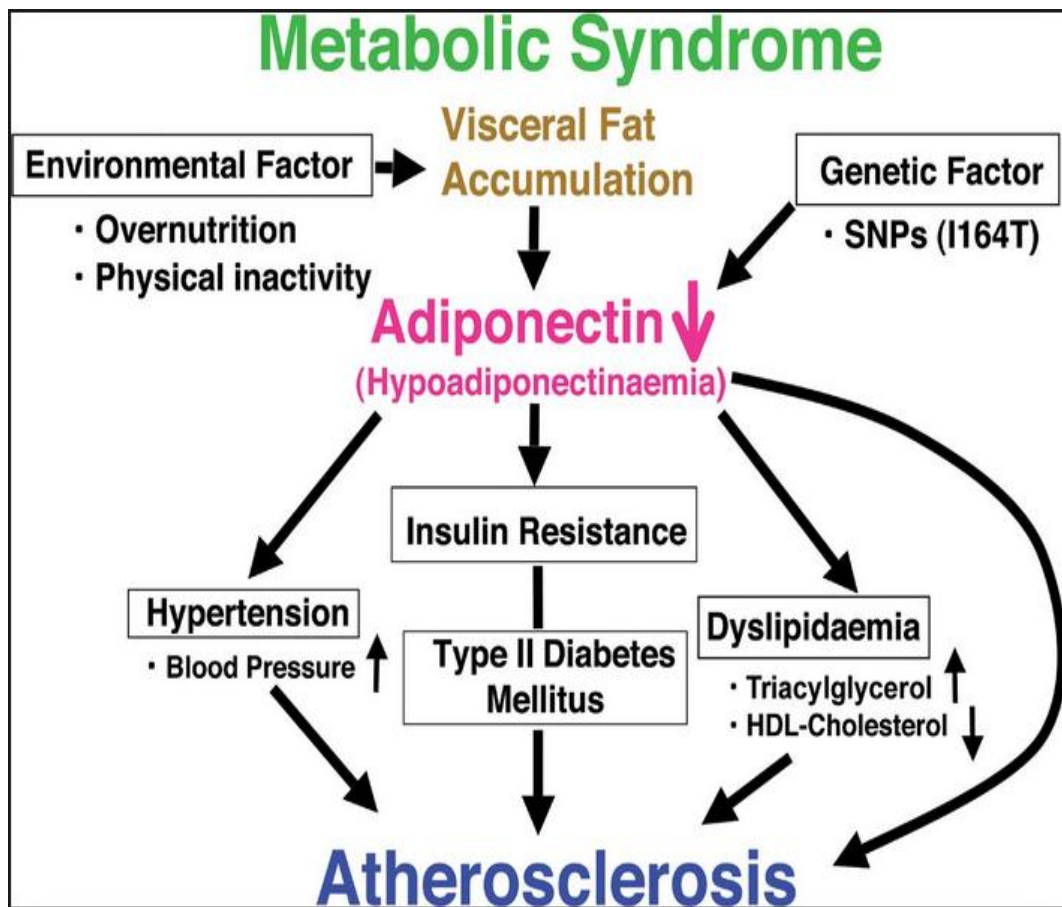 Metabolic Syndrome
Visceral Fat
Accumulation
Environmental Factor
· Overnutrition
· Physical inactivity
Genetic Factor
· SNPs (I164T)
Adiponectin
(Hypoadiponectinaemia)
Insulin Resistance
Hypertension
· Blood Pressure
Type II Diabetes
Mellitus
Dyslipidaemia
· Triacylglycerol
· HDL-Cholesterol
Atherosclerosis